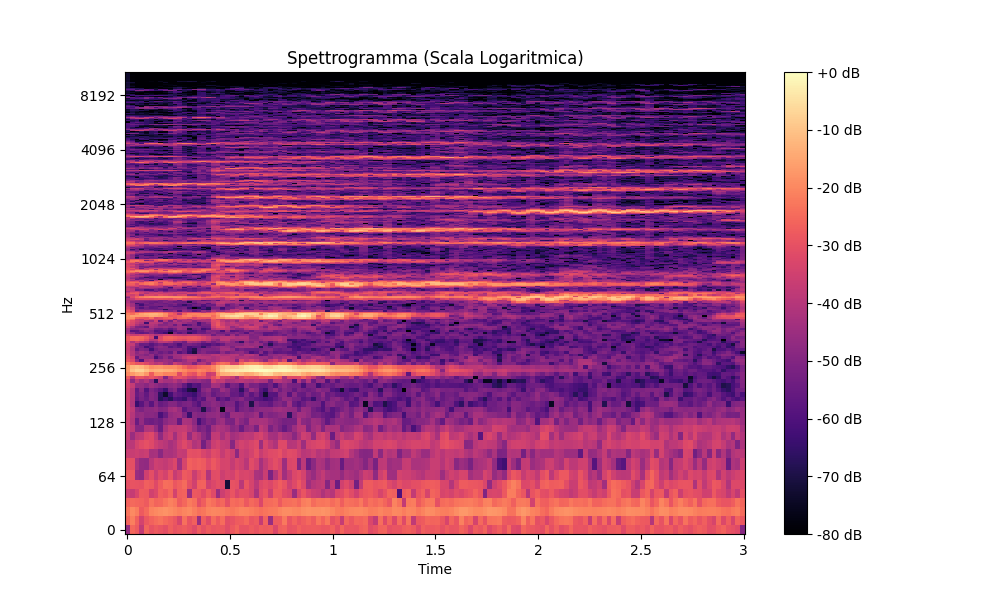 Spettrogramma (Scala Logaritmica)
Hz
8192
4096
2048
1024
512
256
128
64
0
0 0.5 1 1.5 2 2.5 3
Time
+0 dB
-10 dB
-20 dB
-30 dB
-40 dB
-50 dB
-60 dB
-70 dB
-80 dB